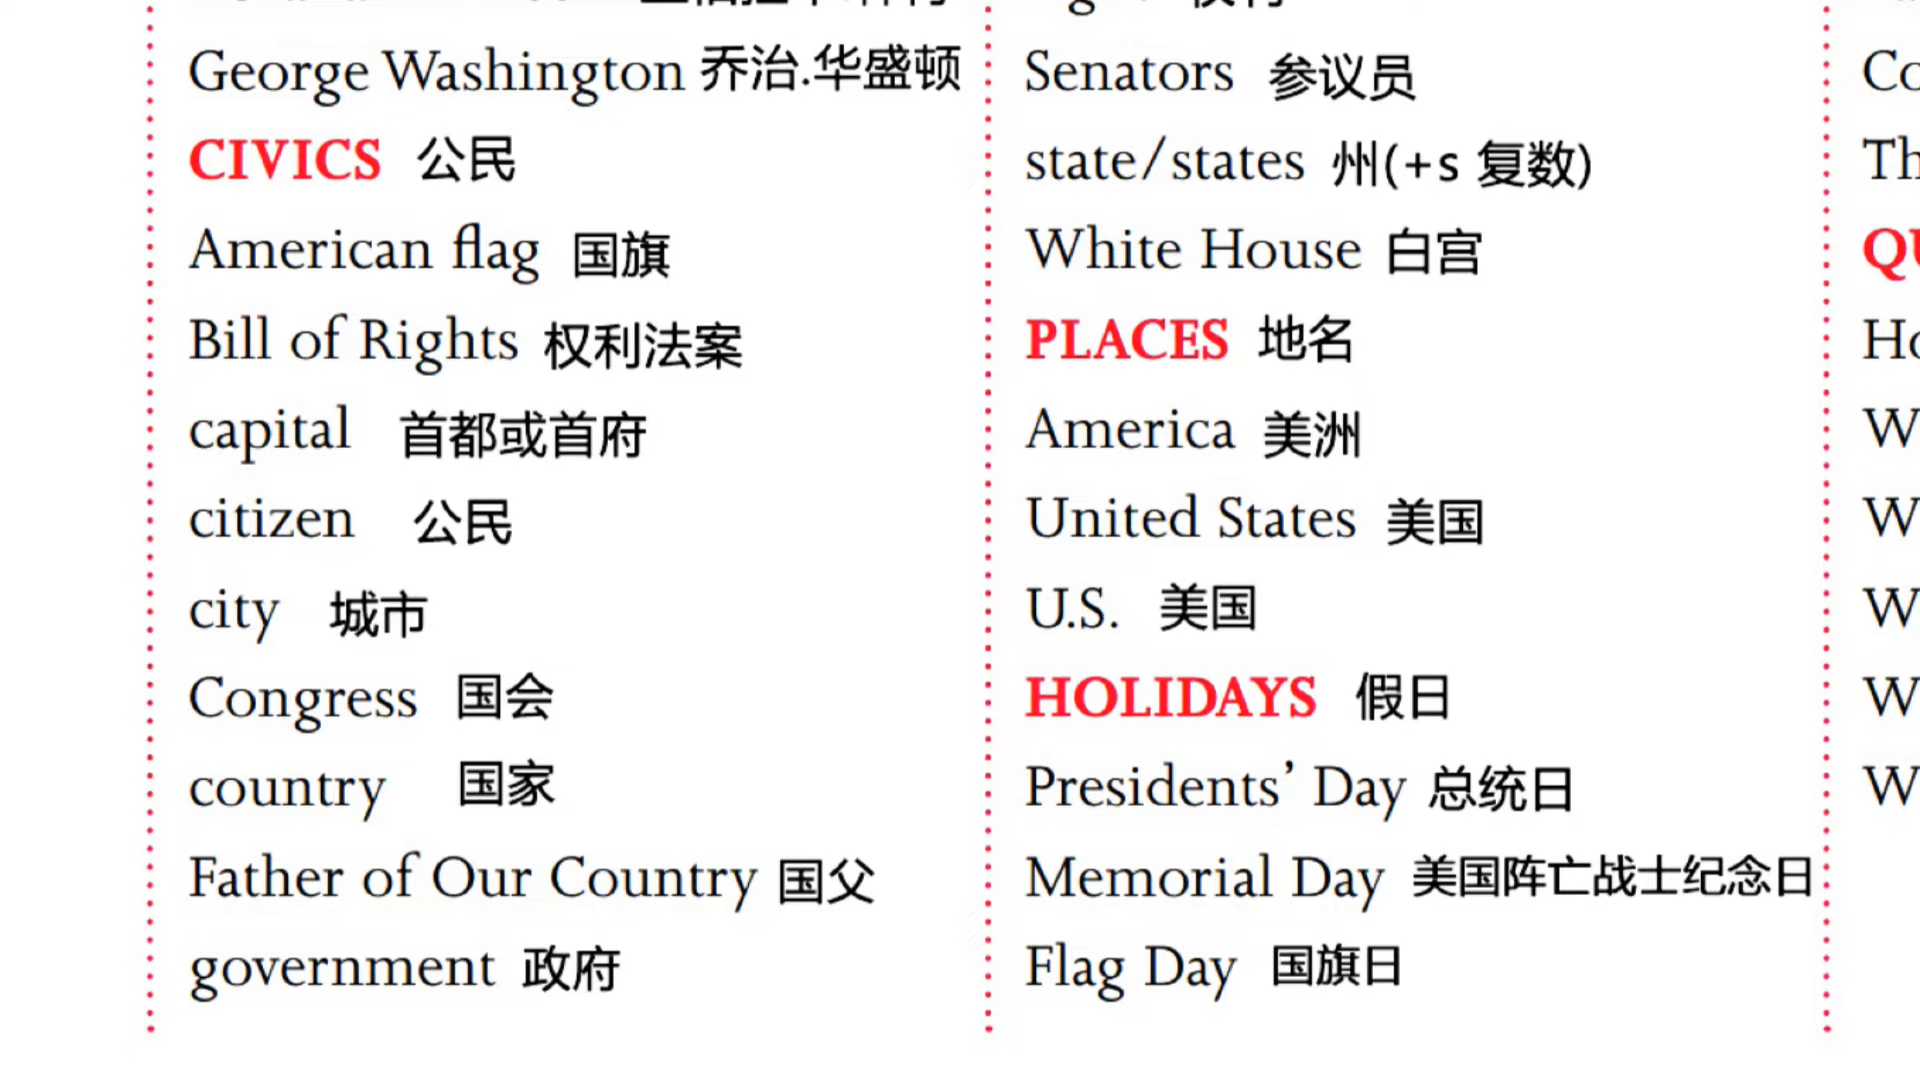 George Washington 乔治.华盛顿
CIVICS 公民
American flag 国旗
Bill of Rights 权利法案
capital 首都或首府
citizen 公民
city 城市
Congress 国会
country 国家
Father of Our Country 国父
government 政府
Senators 参议员
state/states 州(+s 复数)
White House 白宫
PLACES 地名
America 美洲
United States 美国
U.S. 美国
HOLIDAYS 假日
Presidents’ Day 总统日
Memorial Day 美国阵亡战士纪念日
Flag Day 国旗日